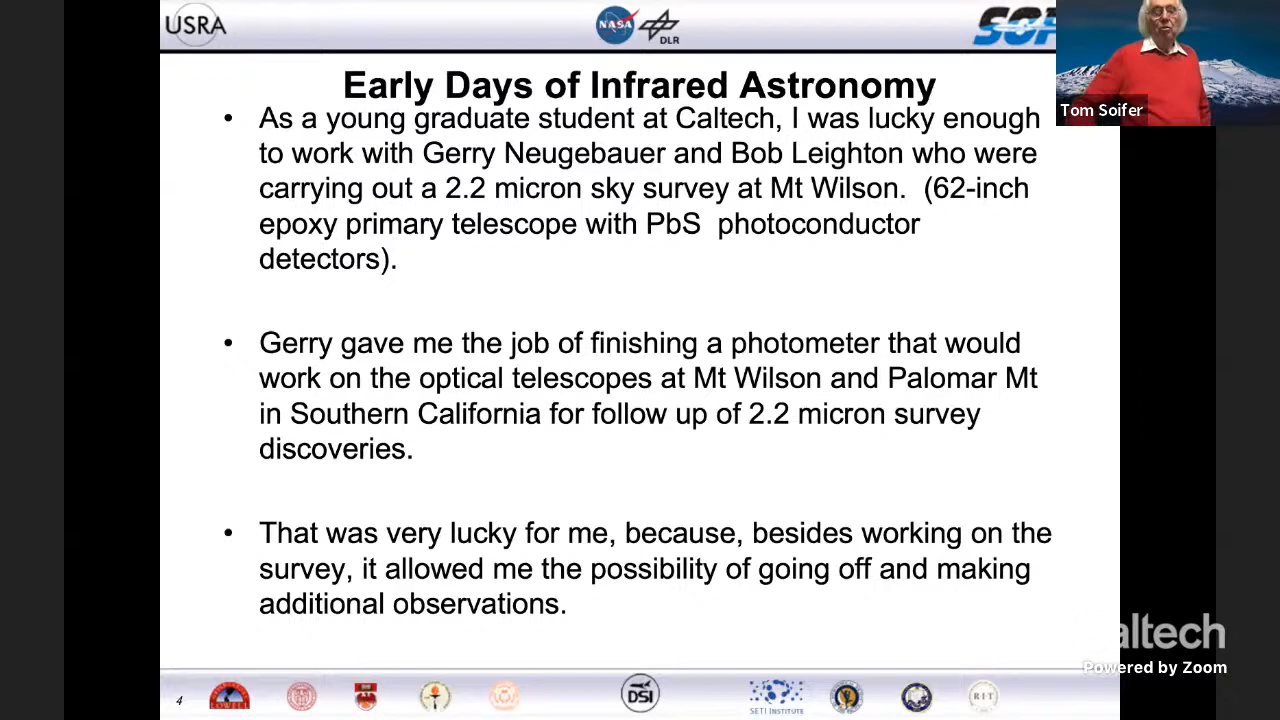 USRA
NASA
DLR
Tom Soifer
Early Days of Infrared Astronomy
• As a young graduate student at Caltech, I was lucky enough
to work with Gerry Neugebauer and Bob Leighton who were
carrying out a 2.2 micron sky survey at Mt Wilson.  (62-inch
epoxy primary telescope with PbS  photoconductor
detectors).
• Gerry gave me the job of finishing a photometer that would
work on the optical telescopes at Mt Wilson and Palomar Mt
in Southern California for follow up of 2.2 micron survey
discoveries.
• That was very lucky for me, because, besides working on the
survey, it allowed me the possibility of going off and making
additional observations.
altech
Powered by Zoom
4
LOWELL
DSI
SETI INSTITUTE
RIT